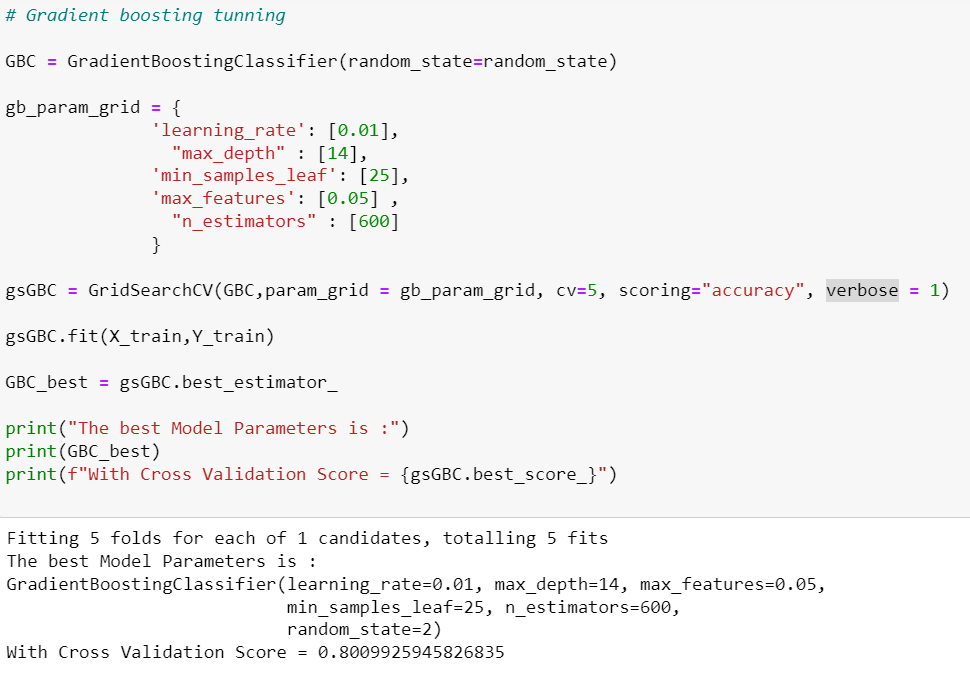 # Gradient boosting tunning
GBC = GradientBoostingClassifier(random_state=random_state)
gb_param_grid = {
'learning_rate': [0.01],
"max_depth" : [14],
'min_samples_leaf': [25],
'max_features': [0.05] ,
"n_estimators" : [600]
}
gsGBC = GridSearchCV(GBC,param_grid = gb_param_grid, cv=5, scoring="accuracy", verbose = 1)
gsGBC.fit(X_train,Y_train)
GBC_best = gsGBC.best_estimator_
print("The best Model Parameters is :")
print(GBC_best)
print(f"With Cross Validation Score = {gsGBC.best_score_}")
Fitting 5 folds for each of 1 candidates, totalling 5 fits
The best Model Parameters is :
GradientBoostingClassifier(learning_rate=0.01, max_depth=14, max_features=0.05,
min_samples_leaf=25, n_estimators=600,
random_state=2)
With Cross Validation Score = 0.8009925945826835